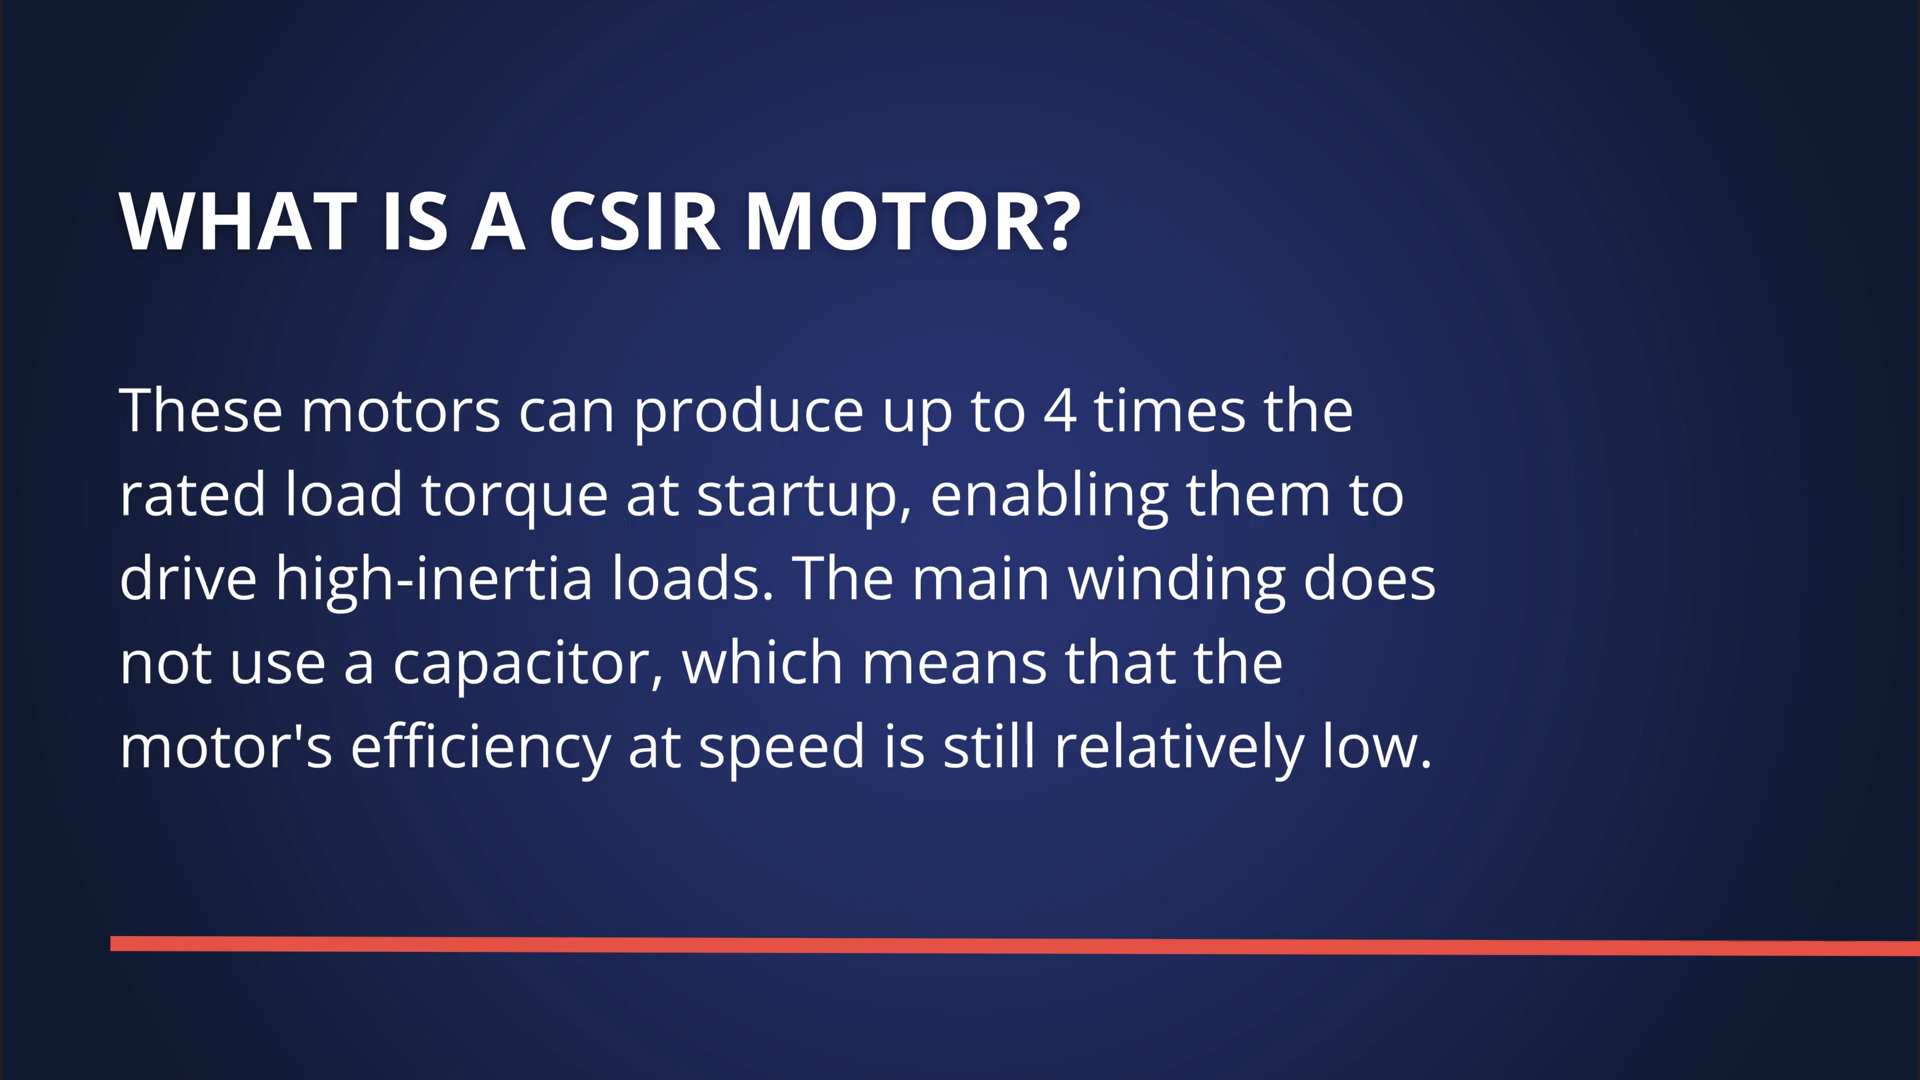 WHAT IS A CSIR MOTOR?
These motors can produce up to 4 times the
rated load torque at startup, enabling them to
drive high-inertia loads. The main winding does
not use a capacitor, which means that the
motor's efficiency at speed is still relatively low.